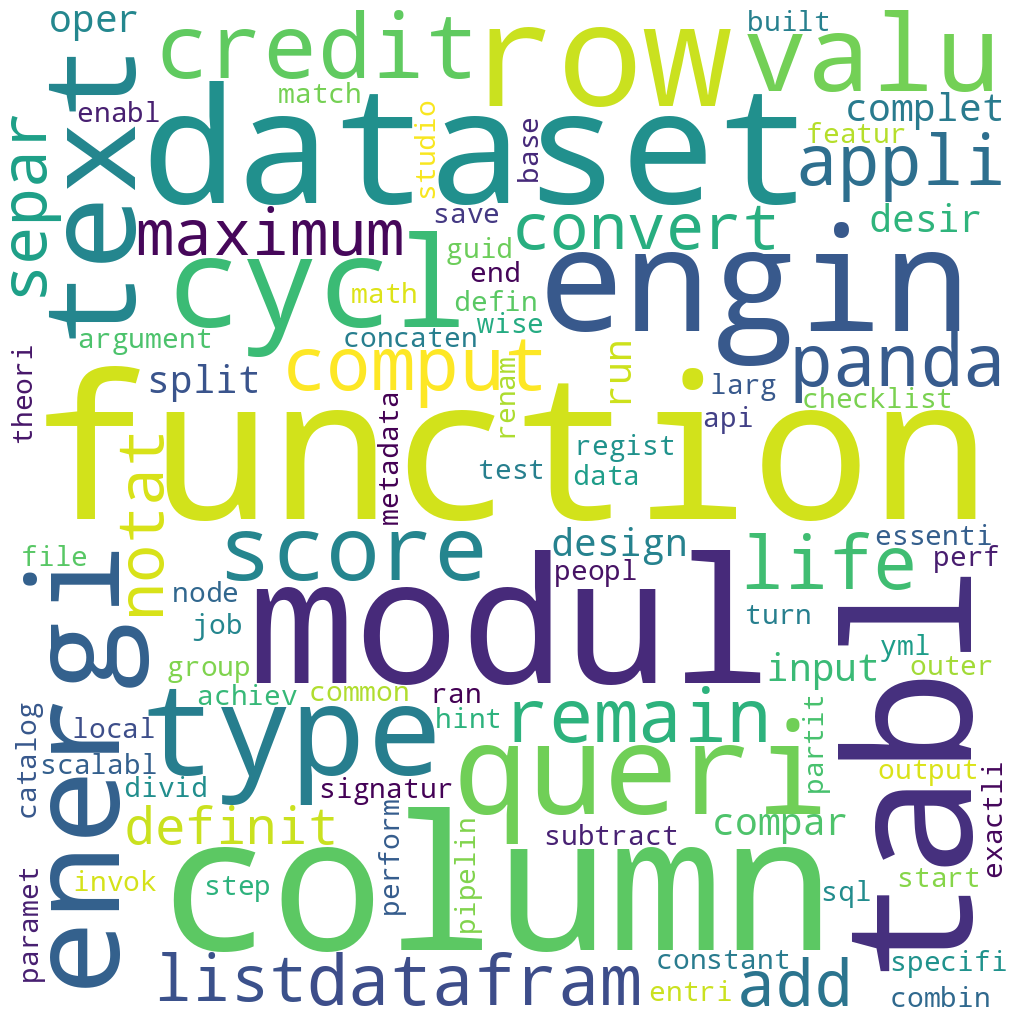 oper
credit
row
built
valu
text
enabl
match
dataset
studio
base
complet
featur
appli
separ
maximum
save
convert
desir
cycl
guid
end
engin
math
defin
wise
argument
concaten
comput
panda
theori
split
renam
run
larg
checklist
api
function
metadata
regist
test
data
notat
file
score
design
essenti
perf
energi
node
modul
peopl
life
tabl
job
turn
yml
group
input
outer
achiev
common
ran
type
hint
remain
partit
catalog
local
scalabl
queri
output
divid
signatur
exactli
definit
perform
pipelin
subtract
compar
column
paramet
invok
step
sql
start
list
datafram
constant
add
specifi
entri
combin